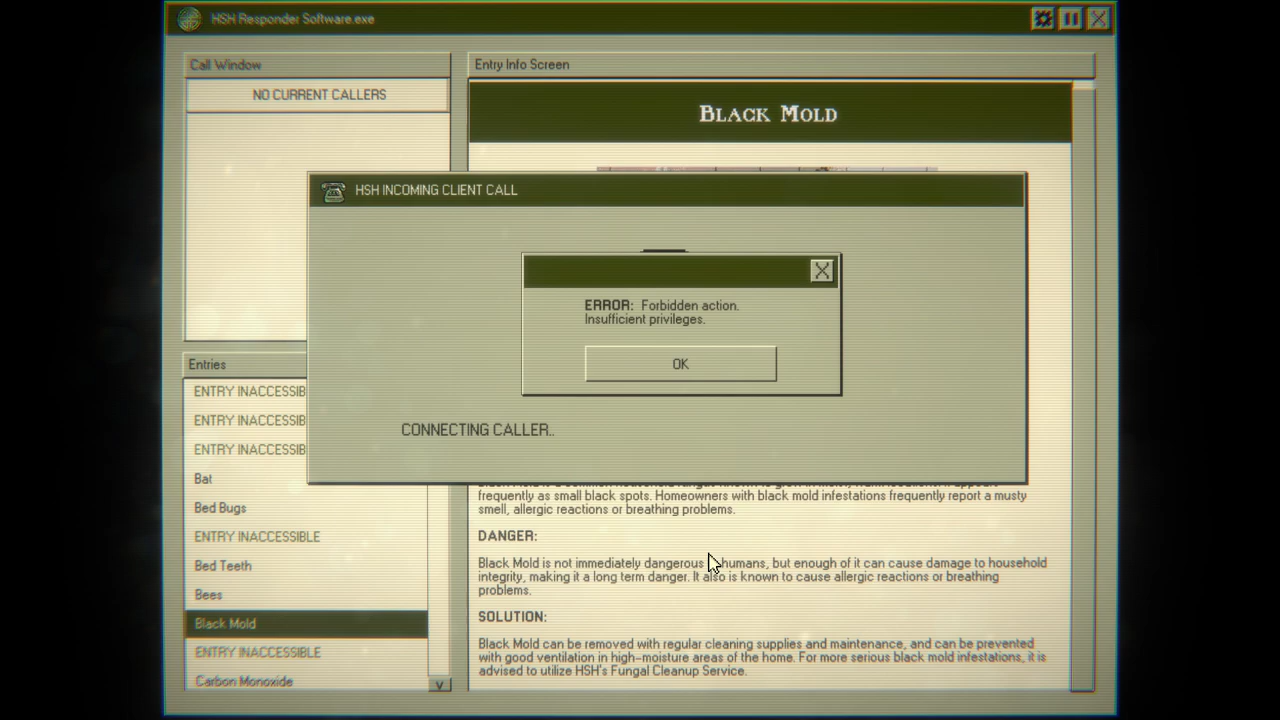 HSH Responder Software.exe
Call Window
NO CURRENT CALLERS
Entry Info Screen
BLACK MOLD
HSH INCOMING CLIENT CALL
ERROR: Forbidden action.
Insufficient privileges.
OK
CONNECTING CALLER..
Entries
ENTRY INACCESSIB
ENTRY INACCESSIB
ENTRY INACCESSIB
Bat
Bed Bugs
ENTRY INACCESSIBLE
Bed Teeth
Bees
Black Mold
ENTRY INACCESSIBLE
Carbon Monoxide
frequently as small black spots. Homeowners with black mold infestations frequently report a musty
smell, allergic reactions or breathing problems.
DANGER:
Black Mold is not immediately dangerous humans, but enough of it can cause damage to household
integrity, making it a long term danger. It also is known to cause allergic reactions or breathing
problems.
SOLUTION:
Black Mold can be removed with regular cleaning supplies and maintenance, and can be prevented
with good ventilation in high-moisture areas of the home. For more serious black mold infestations, it is
advised to utilize HSH's Fungal Cleanup Service.